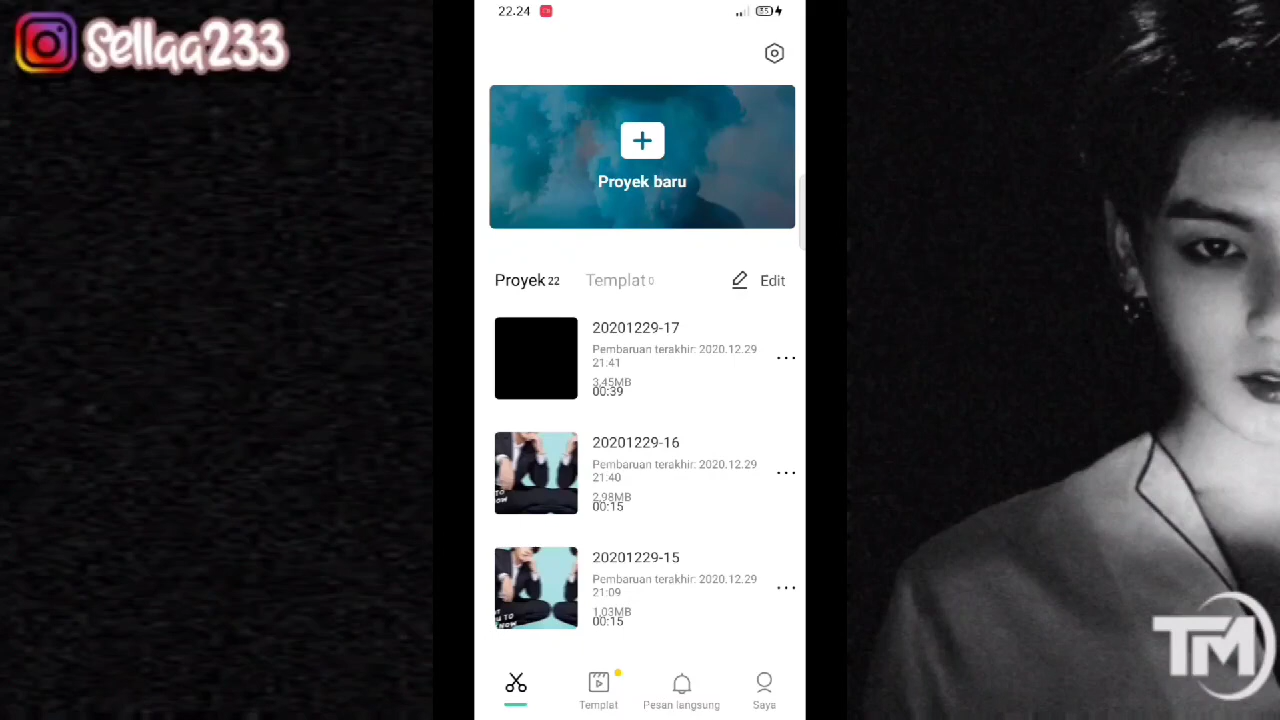 Sellaa233
22.24
35
Proyek baru
Proyek 22
Templat 0
Edit
20201229-17
Pembaruan terakhir: 2020.12.29
21:41
3,45MB
00:39
20201229-16
Pembaruan terakhir: 2020.12.29
21:40
2,98MB
00:15
20201229-15
Pembaruan terakhir: 2020.12.29
21:09
1,03MB
00:15
Templat
Pesan langsung
Saya
TM